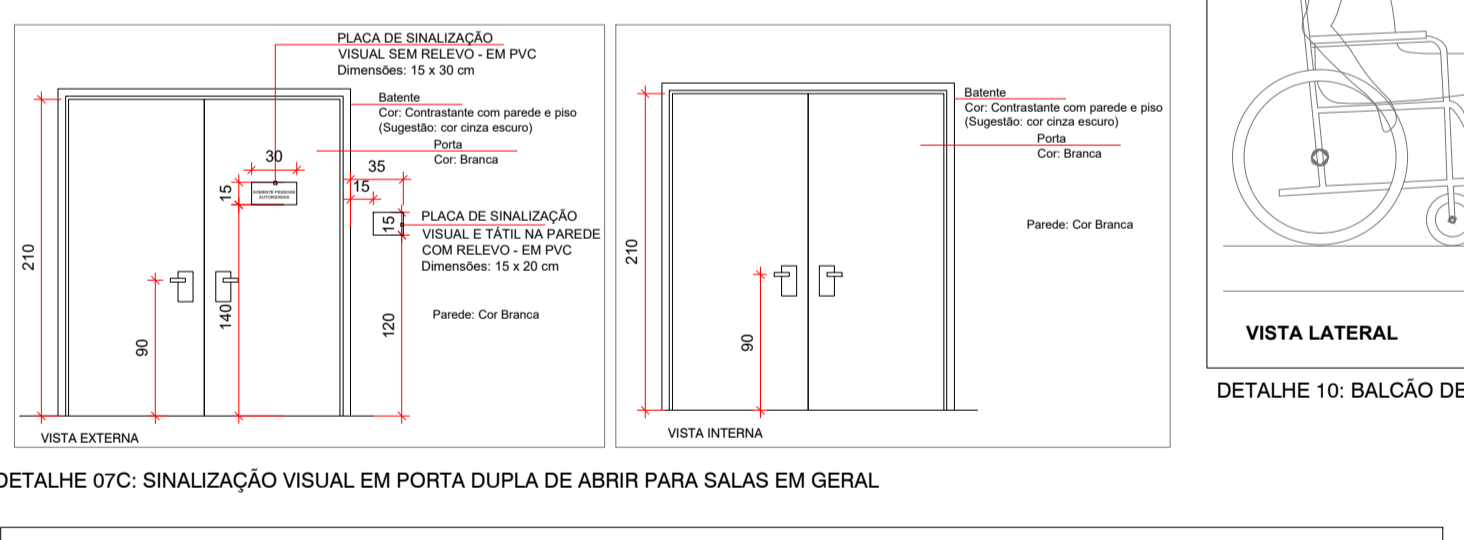 PLACA DE SINALIZAÇÃO
VISUAL SEM RELEVO - EM PVC
Dimensões: 15 x 30 cm
Batente
Cor: Contrastante com parede e piso
(Sugestão: cor cinza escuro)
Porta
Cor: Branca
30
35
15
15
SOMENTE PESSOAS
AUTORIZADAS
15
PLACA DE SINALIZAÇÃO
VISUAL E TÁTIL NA PAREDE
COM RELEVO - EM PVC
Dimensões: 15 x 20 cm
210
140
90
120
Parede: Cor Branca
VISTA EXTERNA
Batente
Cor: Contrastante com parede e piso
(Sugestão: cor cinza escuro)
Porta
Cor: Branca
Parede: Cor Branca
210
90
VISTA INTERNA
DETALHE 07C: SINALIZAÇÃO VISUAL EM PORTA DUPLA DE ABRIR PARA SALAS EM GERAL
VISTA LATERAL
DETALHE 10: BALCÃO DE